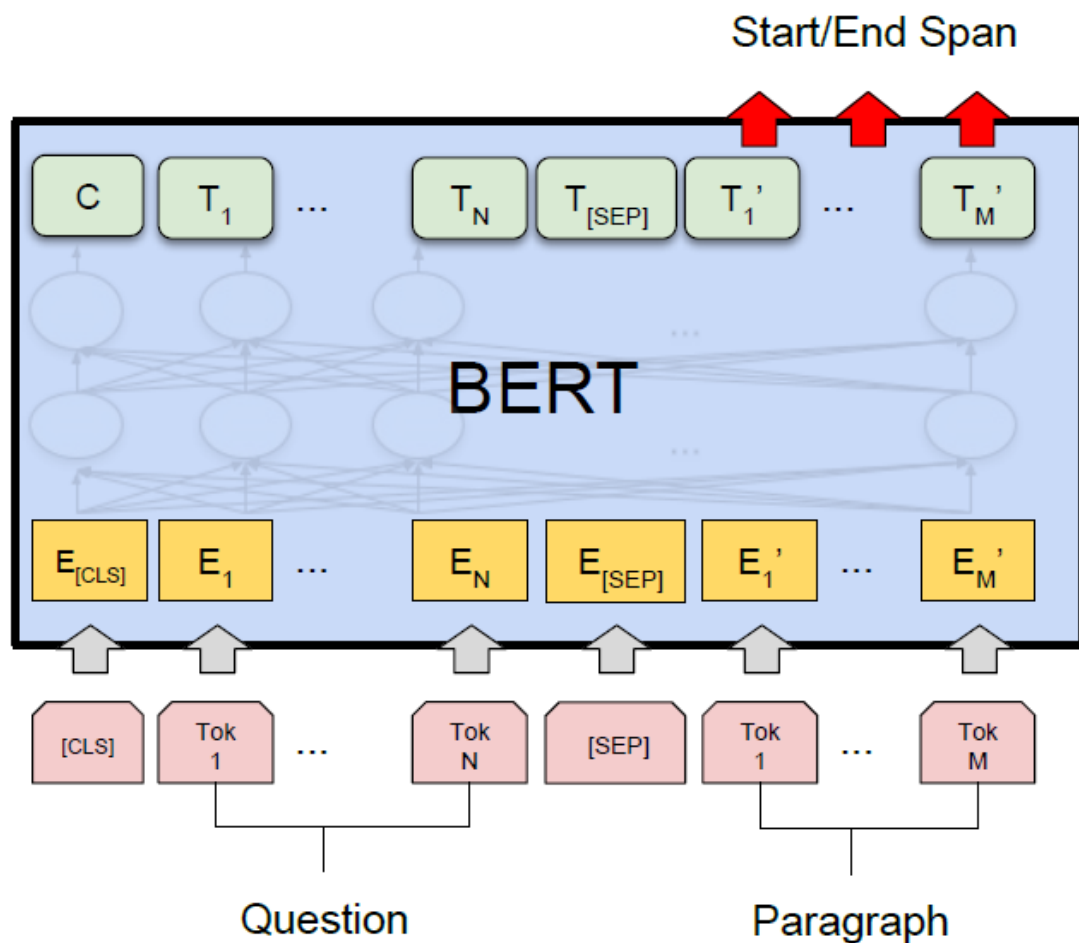 Start/End Span
C T1 ... TN T[SEP] T1' ... TM'
...
BERT
...
E[CLS] E1 ... EN E[SEP] E1' ... EM'
[CLS] Tok 1 ... Tok N [SEP] Tok 1 ... Tok M
Question Paragraph